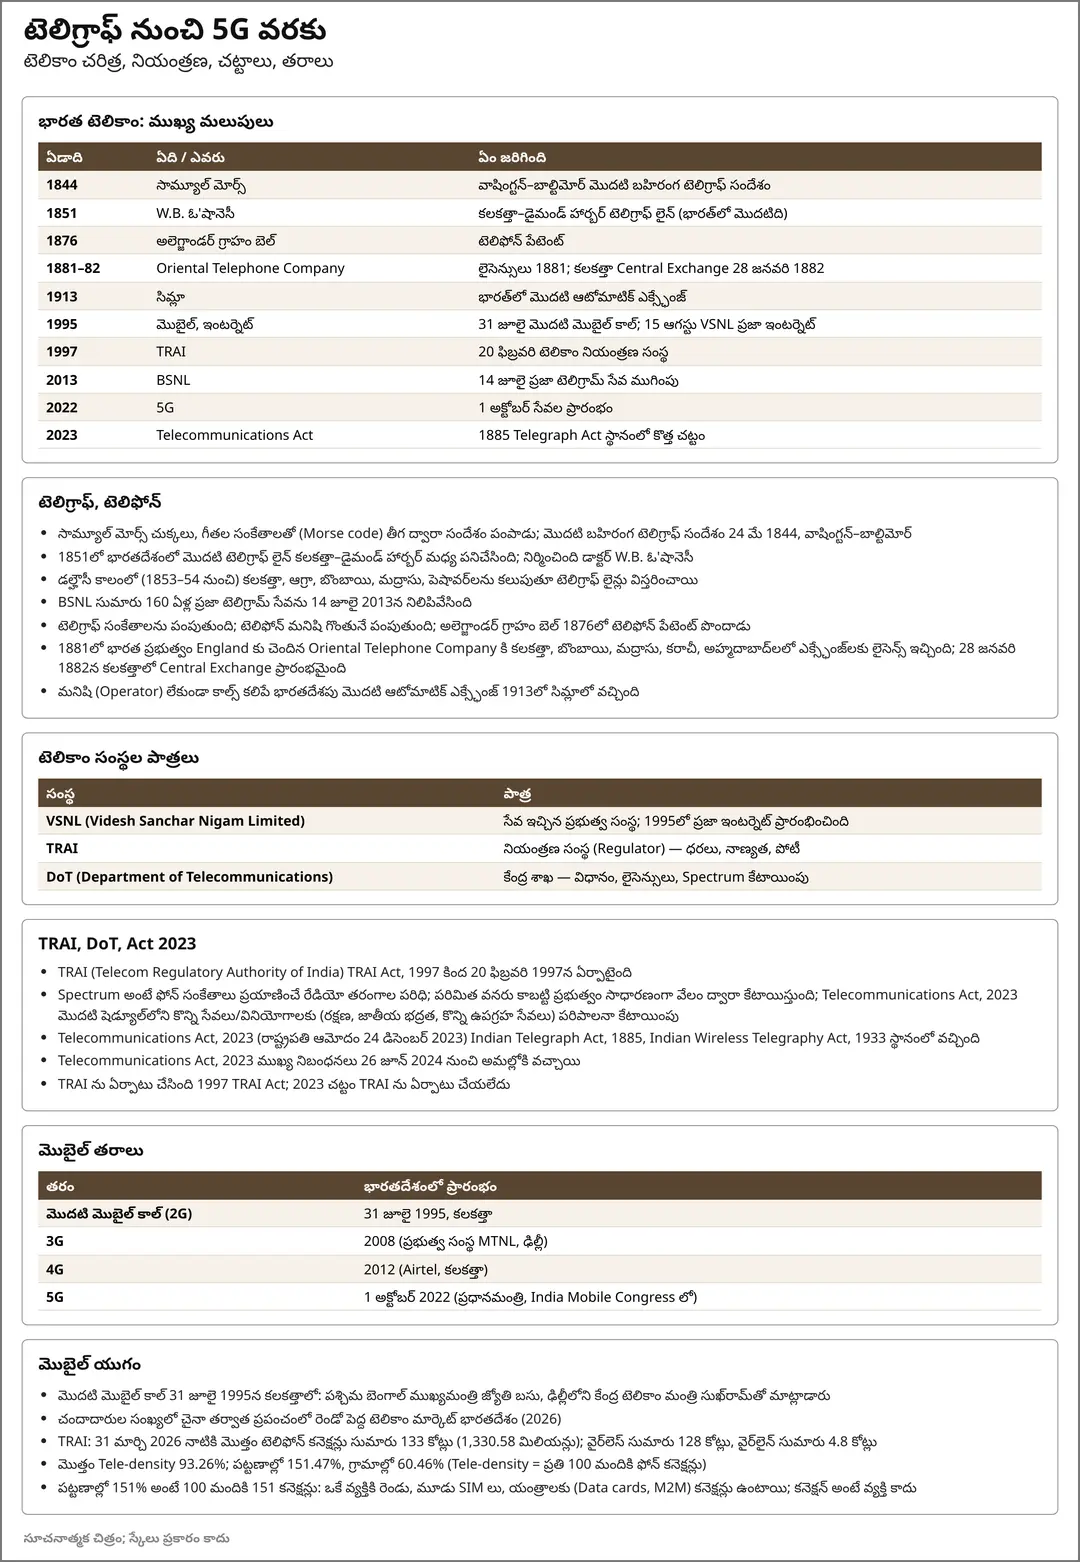 టెలిగ్రాఫ్ నుంచి 5G వరకు
టెలికాం చరిత్ర, నియంత్రణ, చట్టాలు, తరాలు
భారత టెలికాం: ముఖ్య మలుపులు
ఏడాది ఏది / ఎవరు ఏం జరిగింది
1844 సామ్యూల్ మోర్స్ వాషింగ్టన్–బాల్టిమోర్ మొదటి బహిరంగ టెలిగ్రాఫ్ సందేశం
1851 W.B. ఓ'షానెసీ కలకత్తా–డైమండ్ హార్బర్ టెలిగ్రాఫ్ లైన్ (భారత్‌లో మొదటిది)
1876 అలెగ్జాండర్ గ్రాహం బెల్ టెలిఫోన్ పేటెంట్
1881–82 Oriental Telephone Company లైసెన్సులు 1881; కలకత్తా Central Exchange 28 జనవరి 1882
1913 సిమ్లా భారత్‌లో మొదటి ఆటోమాటిక్ ఎక్స్ఛేంజ్
1995 మొబైల్, ఇంటర్నెట్ 31 జూలై మొదటి మొబైల్ కాల్; 15 ఆగస్టు VSNL ప్రజా ఇంటర్నెట్
1997 TRAI 20 ఫిబ్రవరి టెలికాం నియంత్రణ సంస్థ
2013 BSNL 14 జూలై ప్రజా టెలిగ్రామ్ సేవ ముగింపు
2022 5G 1 అక్టోబర్ సేవల ప్రారంభం
2023 Telecommunications Act 1885 Telegraph Act స్థానంలో కొత్త చట్టం
టెలిగ్రాఫ్, టెలిఫోన్
• సామ్యూల్ మోర్స్ చుక్కలు, గీతల సంకేతాలతో (Morse code) తీగ ద్వారా సందేశం పంపాడు; మొదటి బహిరంగ టెలిగ్రాఫ్ సందేశం 24 మే 1844, వాషింగ్టన్–బాల్టిమోర్
• 1851లో భారతదేశంలో మొదటి టెలిగ్రాఫ్ లైన్ కలకత్తా–డైమండ్ హార్బర్ మధ్య పనిచేసింది; నిర్మించింది డాక్టర్ W.B. ఓ'షానెసీ
• డల్హౌసీ కాలంలో (1853–54 నుంచి) కలకత్తా, ఆగ్రా, బొంబాయి, మద్రాసు, పెషావర్‌లను కలుపుతూ టెలిగ్రాఫ్ లైన్లు విస్తరించాయి
• BSNL సుమారు 160 ఏళ్ల ప్రజా టెలిగ్రామ్ సేవను 14 జూలై 2013న నిలిపివేసింది
• టెలిగ్రాఫ్ సంకేతాలను పంపుతుంది; టెలిఫోన్ మనిషి గొంతునే పంపుతుంది; అలెగ్జాండర్ గ్రాహం బెల్ 1876లో టెలిఫోన్ పేటెంట్ పొందాడు
• 1881లో భారత ప్రభుత్వం England కు చెందిన Oriental Telephone Company కి కలకత్తా, బొంబాయి, మద్రాసు, కరాచీ, అహ్మదాబాద్‌లలో ఎక్స్ఛేంజ్‌లకు లైసెన్స్ ఇచ్చింది; 28 జనవరి
1882న కలకత్తాలో Central Exchange ప్రారంభమైంది
• మనిషి (Operator) లేకుండా కాల్స్ కలిపే భారతదేశపు మొదటి ఆటోమాటిక్ ఎక్స్ఛేంజ్ 1913లో సిమ్లాలో వచ్చింది
టెలికాం సంస్థల పాత్రలు
సంస్థ పాత్ర
VSNL (Videsh Sanchar Nigam Limited) సేవ ఇచ్చిన ప్రభుత్వ సంస్థ; 1995లో ప్రజా ఇంటర్నెట్ ప్రారంభించింది
TRAI నియంత్రణ సంస్థ (Regulator) — ధరలు, నాణ్యత, పోటీ
DoT (Department of Telecommunications) కేంద్ర శాఖ — విధానం, లైసెన్సులు, Spectrum కేటాయింపు
TRAI, DoT, Act 2023
• TRAI (Telecom Regulatory Authority of India) TRAI Act, 1997 కింద 20 ఫిబ్రవరి 1997న ఏర్పాటైంది
• Spectrum అంటే ఫోన్ సంకేతాలు ప్రయాణించే రేడియో తరంగాల పరిధి; పరిమిత వనరు కాబట్టి ప్రభుత్వం సాధారణంగా వేలం ద్వారా కేటాయిస్తుంది; Telecommunications Act, 2023
మొదటి షెడ్యూల్‌లోని కొన్ని సేవలు/వినియోగాలకు (రక్షణ, జాతీయ భద్రత, కొన్ని ఉపగ్రహ సేవలు) పరిపాలనా కేటాయింపు
• Telecommunications Act, 2023 (రాష్ట్రపతి ఆమోదం 24 డిసెంబర్ 2023) Indian Telegraph Act, 1885, Indian Wireless Telegraphy Act, 1933 స్థానంలో వచ్చింది
• Telecommunications Act, 2023 ముఖ్య నిబంధనలు 26 జూన్ 2024 నుంచి అమల్లోకి వచ్చాయి
• TRAI ను ఏర్పాటు చేసింది 1997 TRAI Act; 2023 చట్టం TRAI ను ఏర్పాటు చేయలేదు
మొబైల్ తరాలు
తరం భారతదేశంలో ప్రారంభం
మొదటి మొబైల్ కాల్ (2G) 31 జూలై 1995, కలకత్తా
3G 2008 (ప్రభుత్వ సంస్థ MTNL, ఢిల్లీ)
4G 2012 (Airtel, కలకత్తా)
5G 1 అక్టోబర్ 2022 (ప్రధానమంత్రి, India Mobile Congress లో)
మొబైల్ యుగం
• మొదటి మొబైల్ కాల్ 31 జూలై 1995న కలకత్తాలో: పశ్చిమ బెంగాల్ ముఖ్యమంత్రి జ్యోతి బసు, ఢిల్లీలోని కేంద్ర టెలికాం మంత్రి సుఖ్‌రామ్‌తో మాట్లాడారు
• చందాదారుల సంఖ్యలో చైనా తర్వాత ప్రపంచంలో రెండో పెద్ద టెలికాం మార్కెట్ భారతదేశం (2026)
• TRAI: 31 మార్చి 2026 నాటికి మొత్తం టెలిఫోన్ కనెక్షన్లు సుమారు 133 కోట్లు (1,330.58 మిలియన్లు); వైర్‌లెస్ సుమారు 128 కోట్లు, వైర్‌లైన్ సుమారు 4.8 కోట్లు
• మొత్తం Tele-density 93.26%; పట్టణాల్లో 151.47%, గ్రామాల్లో 60.46% (Tele-density = ప్రతి 100 మందికి ఫోన్ కనెక్షన్లు)
• పట్టణాల్లో 151% అంటే 100 మందికి 151 కనెక్షన్లు: ఒకే వ్యక్తికి రెండు, మూడు SIM లు, యంత్రాలకు (Data cards, M2M) కనెక్షన్లు ఉంటాయి; కనెక్షన్ అంటే వ్యక్తి కాదు
సూచనాత్మక చిత్రం; స్కేలు ప్రకారం కాదు